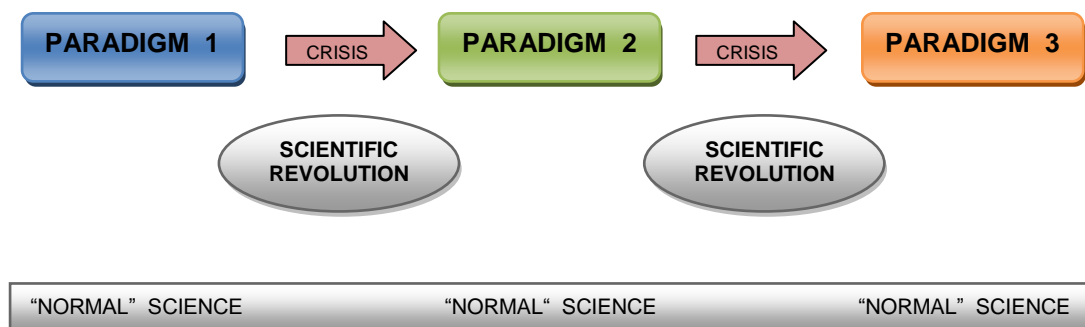 PARADIGM 1
CRISIS
PARADIGM 2
CRISIS
PARADIGM 3
SCIENTIFIC
REVOLUTION
SCIENTIFIC
REVOLUTION
“NORMAL” SCIENCE
“NORMAL“ SCIENCE
“NORMAL” SCIENCE